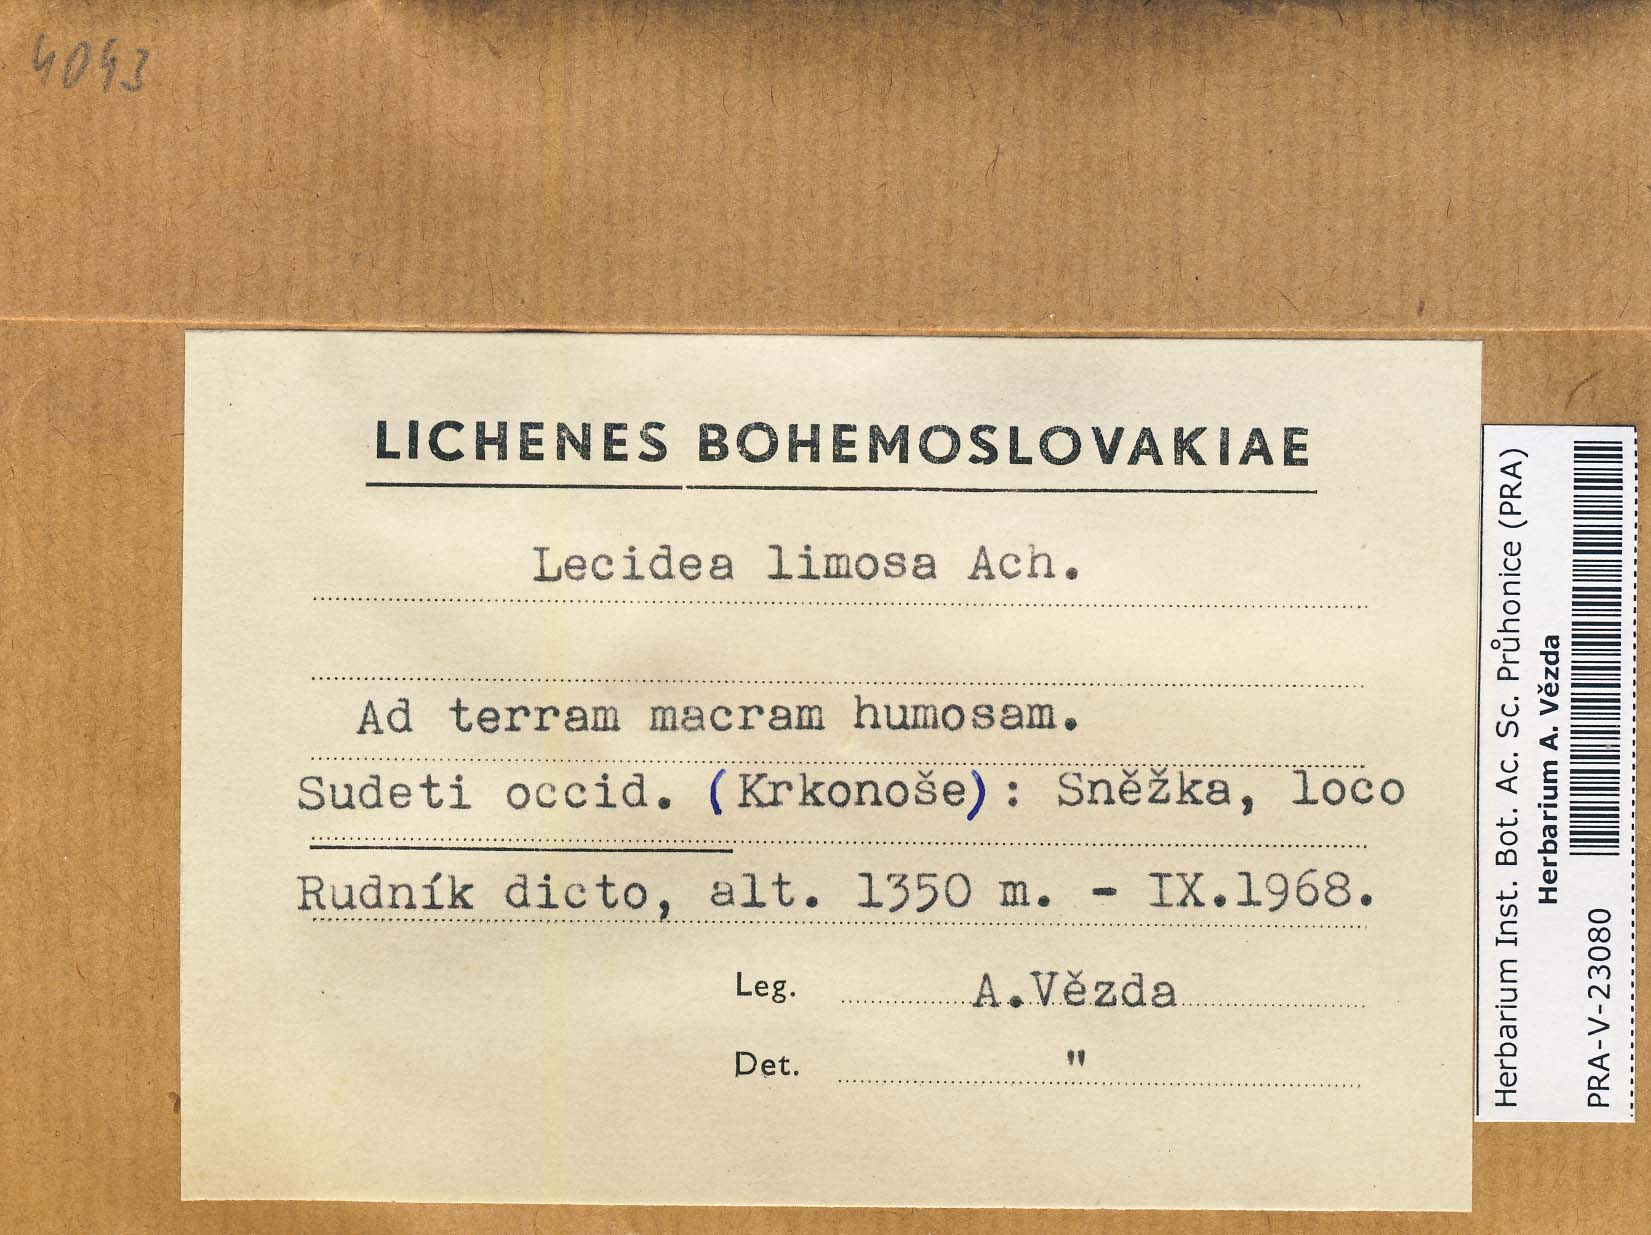 4043
LICHENES BOHEMOSLOVAKIAE
Lecidea limosa Ach.
Ad terram macram humosam.
Sudeti occid. (Krkonoše): Sněžka, loco
Rudník dicto, alt. 1350 m. - IX.1968.
Leg. A.Vězda
Det. "
Herbarium Inst. Bot. Ac. Sc. Průhonice (PRA)
Herbarium A. Vězda
PRA-V-23080